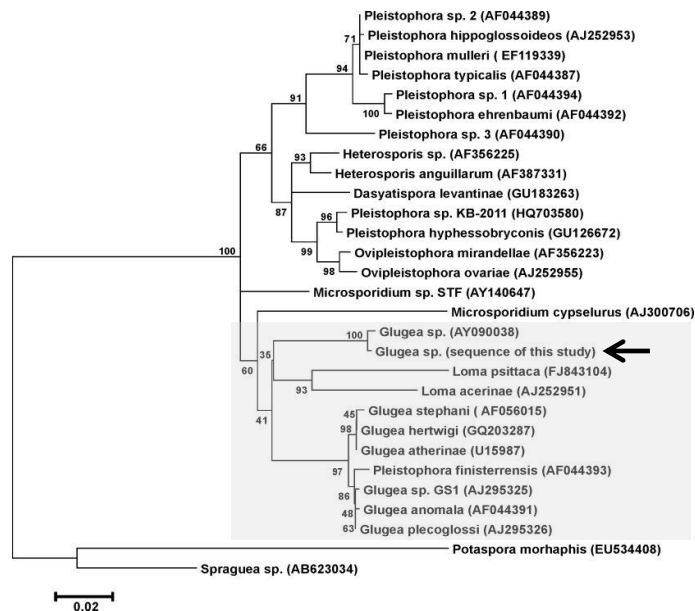 Pleistophora sp. 2 (AF044389)
71
Pleistophora hippoglossoideos (AJ252953)
Pleistophora mulleri ( EF119339)
94
Pleistophora typicalis (AF044387)
91
Pleistophora sp. 1 (AF044394)
100
Pleistophora ehrenbaumi (AF044392)
Pleistophora sp. 3 (AF044390)
66
93
Heterosporis sp. (AF356225)
Heterosporis anguillarum (AF387331)
Dasyatispora levantinae (GU183263)
87
96
Pleistophora sp. KB-2011 (HQ703580)
Pleistophora hyphessobryconis (GU126672)
99
Ovipleistophora mirandellae (AF356223)
98
Ovipleistophora ovariae (AJ252955)
100
Microsporidium sp. STF (AY140647)
Microsporidium cypselurus (AJ300706)
Glugea sp. (AY090038)
100
Glugea sp. (sequence of this study)
35
60
Loma psittaca (FJ843104)
93
Loma acerinae (AJ252951)
41
45
Glugea stephani ( AF056015)
98
Glugea hertwigi (GQ203287)
Glugea atherinae (U15987)
97
Pleistophora finisterrensis (AF044393)
86
Glugea sp. GS1 (AJ295325)
48
Glugea anomala (AF044391)
63
Glugea plecoglossi (AJ295326)
Potaspora morhaphis (EU534408)
Spraguea sp. (AB623034)
0.02